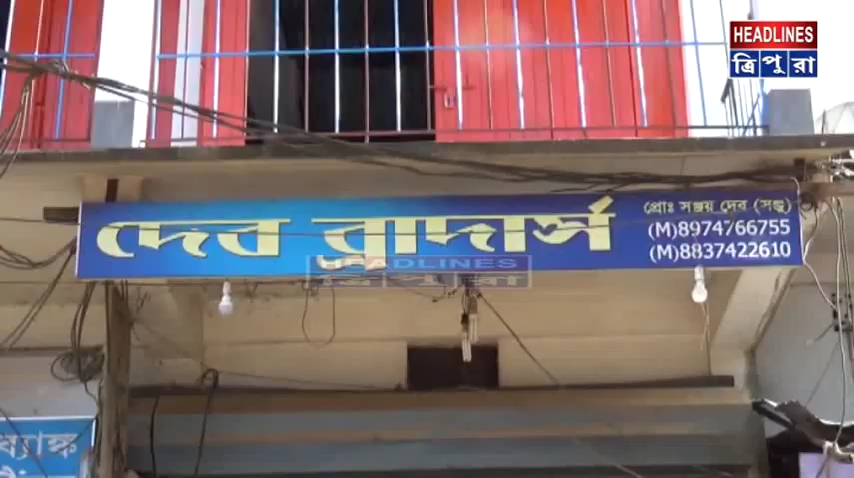 HEADLINES
ত্রিপুরা
দেব ব্রাদার্স
প্রোঃ সঞ্জয় দেব (সঞ্জু)
(M)8974766755
(M)8837422610
HEADLINES
ত্রিপুরা
ব্যাঙ্ক